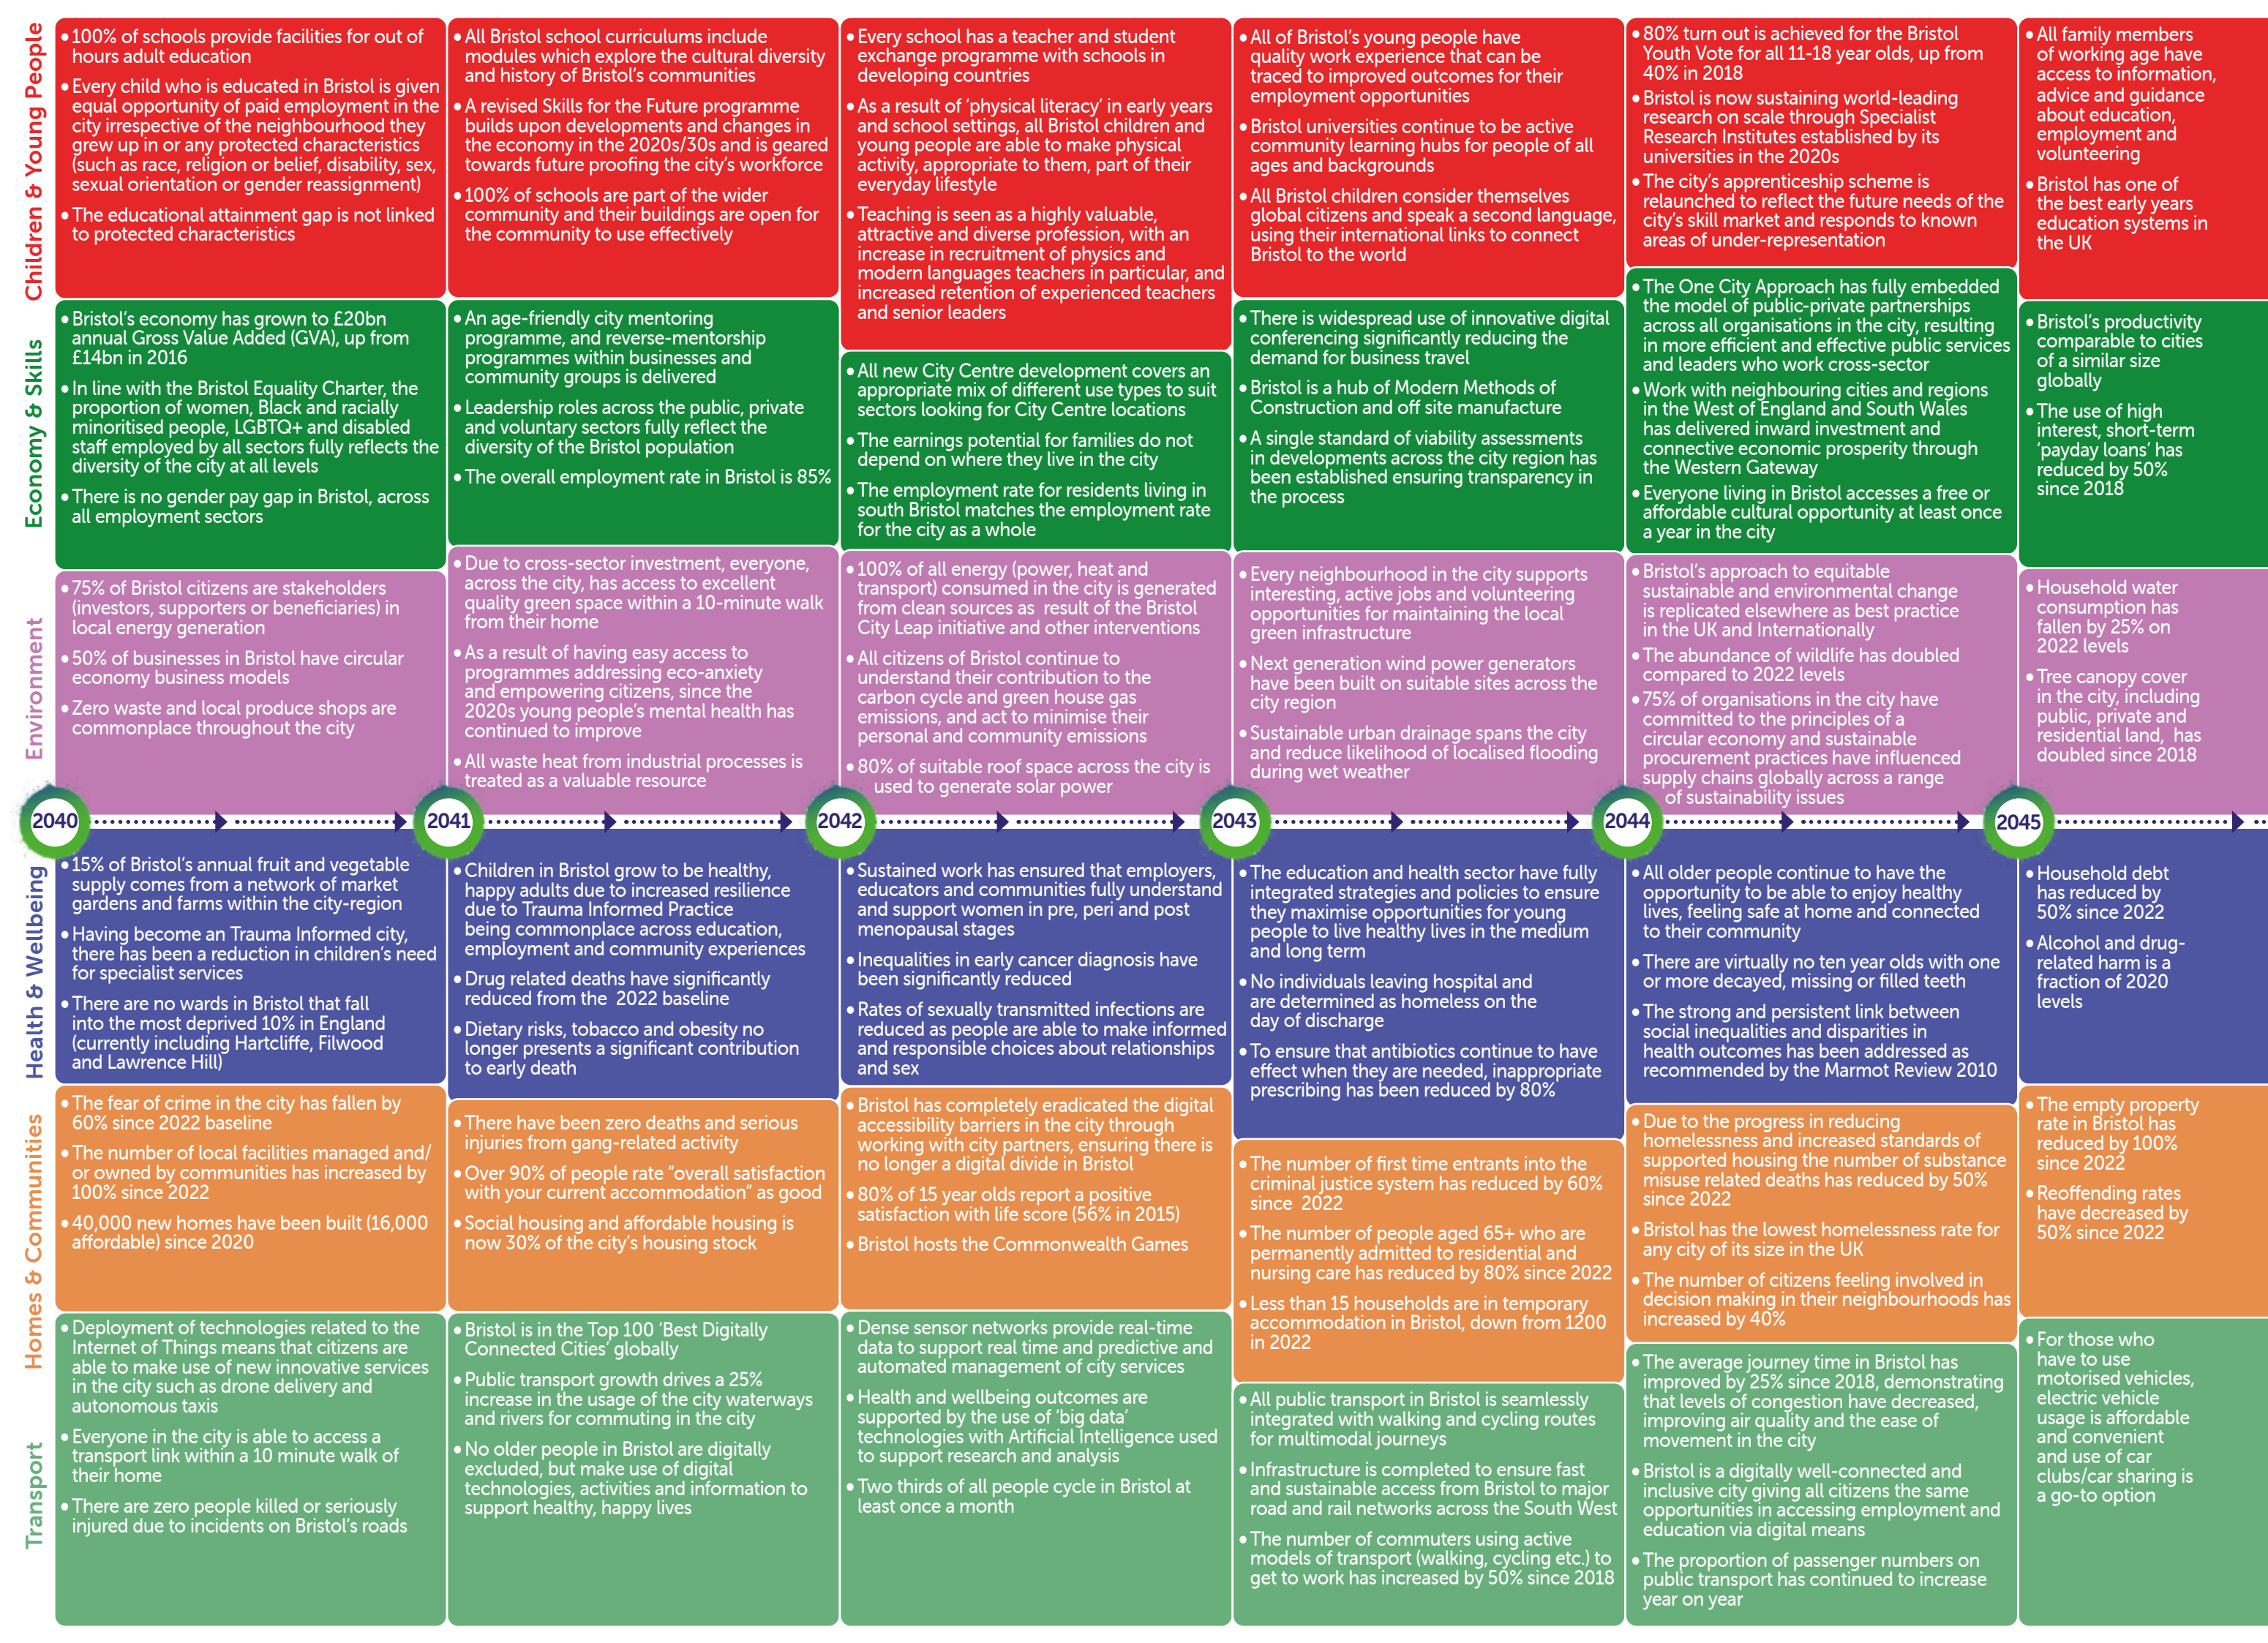 Children & Young People
• 100% of schools provide facilities for out of
hours adult education
• Every child who is educated in Bristol is given
equal opportunity of paid employment in the
city irrespective of the neighbourhood they
grew up in or any protected characteristics
(such as race, religion or belief, disability, sex,
sexual orientation or gender reassignment)
• The educational attainment gap is not linked
to protected characteristics
• All Bristol school curriculums include
modules which explore the cultural diversity
and history of Bristol's communities
• A revised Skills for the Future programme
builds upon developments and changes in
the economy in the 2020s/30s and is geared
towards future proofing the city's workforce
• 100% of schools are part of the wider
community and their buildings are open for
the community to use effectively
• Every school has a teacher and student
exchange programme with schools in
developing countries
• As a result of 'physical literacy' in early years
and school settings, all Bristol children and
young people are able to make physical
activity, appropriate to them, part of their
everyday lifestyle
• Teaching is seen as a highly valuable,
attractive and diverse profession, with an
increase in recruitment of physics and
modern languages teachers in particular, and
increased retention of experienced teachers
and senior leaders
• All of Bristol's young people have
quality work experience that can be
traced to improved outcomes for their
employment opportunities
• Bristol universities continue to be active
community learning hubs for people of all
ages and backgrounds
• All Bristol children consider themselves
global citizens and speak a second language,
using their international links to connect
Bristol to the world
• 80% turn out is achieved for the Bristol
Youth Vote for all 11-18 year olds, up from
40% in 2018
• Bristol is now sustaining world-leading
research on scale through Specialist
Research Institutes established by its
universities in the 2020s
• The city's apprenticeship scheme is
relaunched to reflect the future needs of the
city's skill market and responds to known
areas of under-representation
• All family members
of working age have
access to information,
advice and guidance
about education,
employment and
volunteering
• Bristol has one of
the best early years
education systems in
the UK
Economy & Skills
• Bristol's economy has grown to £20bn
annual Gross Value Added (GVA), up from
£14bn in 2016
• In line with the Bristol Equality Charter, the
proportion of women, Black and racially
minoritised people, LGBTQ+ and disabled
staff employed by all sectors fully reflects the
diversity of the city at all levels
• There is no gender pay gap in Bristol, across
all employment sectors
• An age-friendly city mentoring
programme, and reverse-mentorship
programmes within businesses and
community groups is delivered
• Leadership roles across the public, private
and voluntary sectors fully reflect the
diversity of the Bristol population
• The overall employment rate in Bristol is 85%
• All new City Centre development covers an
appropriate mix of different use types to suit
sectors looking for City Centre locations
• The earnings potential for families do not
depend on where they live in the city
• The employment rate for residents living in
south Bristol matches the employment rate
for the city as a whole
• There is widespread use of innovative digital
conferencing significantly reducing the
demand for business travel
• Bristol is a hub of Modern Methods of
Construction and off site manufacture
• A single standard of viability assessments
in developments across the city region has
been established ensuring transparency in
the process
• The One City Approach has fully embedded
the model of public-private partnerships
across all organisations in the city, resulting
in more efficient and effective public services
and leaders who work cross-sector
• Work with neighbouring cities and regions
in the West of England and South Wales
has delivered inward investment and
connective economic prosperity through
the Western Gateway
• Everyone living in Bristol accesses a free or
affordable cultural opportunity at least once
a year in the city
• Bristol's productivity
comparable to cities
of a similar size
globally
• The use of high
interest, short-term
'payday loans' has
reduced by 50%
since 2018
Environment
• 75% of Bristol citizens are stakeholders
(investors, supporters or beneficiaries) in
local energy generation
• 50% of businesses in Bristol have circular
economy business models
• Zero waste and local produce shops are
commonplace throughout the city
• Due to cross-sector investment, everyone,
across the city, has access to excellent
quality green space within a 10-minute walk
from their home
• As a result of having easy access to
programmes addressing eco-anxiety
and empowering citizens, since the
2020s young people's mental health has
continued to improve
• All waste heat from industrial processes is
treated as a valuable resource
• 100% of all energy (power, heat and
transport) consumed in the city is generated
from clean sources as  result of the Bristol
City Leap initiative and other interventions
• All citizens of Bristol continue to
understand their contribution to the
carbon cycle and green house gas
emissions, and act to minimise their
personal and community emissions
• 80% of suitable roof space across the city is
used to generate solar power
• Every neighbourhood in the city supports
interesting, active jobs and volunteering
opportunities for maintaining the local
green infrastructure
• Next generation wind power generators
have been built on suitable sites across the
city region
• Sustainable urban drainage spans the city
and reduce likelihood of localised flooding
during wet weather
• Bristol's approach to equitable
sustainable and environmental change
is replicated elsewhere as best practice
in the UK and Internationally
• The abundance of wildlife has doubled
compared to 2022 levels
• 75% of organisations in the city have
committed to the principles of a
circular economy and sustainable
procurement practices have influenced
supply chains globally across a range
of sustainability issues
• Household water
consumption has
fallen by 25% on
2022 levels
• Tree canopy cover
in the city, including
public, private and
residential land,  has
doubled since 2018
2040
2041
2042
2043
2044
2045
Health & Wellbeing
• 15% of Bristol's annual fruit and vegetable
supply comes from a network of market
gardens and farms within the city-region
• Having become an Trauma Informed city,
there has been a reduction in children's need
for specialist services
• There are no wards in Bristol that fall
into the most deprived 10% in England
(currently including Hartcliffe, Filwood
and Lawrence Hill)
• Children in Bristol grow to be healthy,
happy adults due to increased resilience
due to Trauma Informed Practice
being commonplace across education,
employment and community experiences
• Drug related deaths have significantly
reduced from the  2022 baseline
• Dietary risks, tobacco and obesity no
longer presents a significant contribution
to early death
• Sustained work has ensured that employers,
educators and communities fully understand
and support women in pre, peri and post
menopausal stages
• Inequalities in early cancer diagnosis have
been significantly reduced
• Rates of sexually transmitted infections are
reduced as people are able to make informed
and responsible choices about relationships
and sex
• The education and health sector have fully
integrated strategies and policies to ensure
they maximise opportunities for young
people to live healthy lives in the medium
and long term
• No individuals leaving hospital and
are determined as homeless on the
day of discharge
• To ensure that antibiotics continue to have
effect when they are needed, inappropriate
prescribing has been reduced by 80%
• All older people continue to have the
opportunity to be able to enjoy healthy
lives, feeling safe at home and connected
to their community
• There are virtually no ten year olds with one
or more decayed, missing or filled teeth
• The strong and persistent link between
social inequalities and disparities in
health outcomes has been addressed as
recommended by the Marmot Review 2010
• Household debt
has reduced by
50% since 2022
• Alcohol and drug-
related harm is a
fraction of 2020
levels
Homes & Communities
• The fear of crime in the city has fallen by
60% since 2022 baseline
• The number of local facilities managed and/
or owned by communities has increased by
100% since 2022
• 40,000 new homes have been built (16,000
affordable) since 2020
• There have been zero deaths and serious
injuries from gang-related activity
• Over 90% of people rate "overall satisfaction
with your current accommodation" as good
• Social housing and affordable housing is
now 30% of the city's housing stock
• Bristol has completely eradicated the digital
accessibility barriers in the city through
working with city partners, ensuring there is
no longer a digital divide in Bristol
• 80% of 15 year olds report a positive
satisfaction with life score (56% in 2015)
• Bristol hosts the Commonwealth Games
• The number of first time entrants into the
criminal justice system has reduced by 60%
since  2022
• The number of people aged 65+ who are
permanently admitted to residential and
nursing care has reduced by 80% since 2022
• Less than 15 households are in temporary
accommodation in Bristol, down from 1200
in 2022
• Due to the progress in reducing
homelessness and increased standards of
supported housing the number of substance
misuse related deaths has reduced by 50%
since 2022
• Bristol has the lowest homelessness rate for
any city of its size in the UK
• The number of citizens feeling involved in
decision making in their neighbourhoods has
increased by 40%
• The empty property
rate in Bristol has
reduced by 100%
since 2022
• Reoffending rates
have decreased by
50% since 2022
Transport
• Deployment of technologies related to the
Internet of Things means that citizens are
able to make use of new innovative services
in the city such as drone delivery and
autonomous taxis
• Everyone in the city is able to access a
transport link within a 10 minute walk of
their home
• There are zero people killed or seriously
injured due to incidents on Bristol's roads
• Bristol is in the Top 100 'Best Digitally
Connected Cities' globally
• Public transport growth drives a 25%
increase in the usage of the city waterways
and rivers for commuting in the city
• No older people in Bristol are digitally
excluded, but make use of digital
technologies, activities and information to
support healthy, happy lives
• Dense sensor networks provide real-time
data to support real time and predictive and
automated management of city services
• Health and wellbeing outcomes are
supported by the use of 'big data'
technologies with Artificial Intelligence used
to support research and analysis
• Two thirds of all people cycle in Bristol at
least once a month
• All public transport in Bristol is seamlessly
integrated with walking and cycling routes
for multimodal journeys
• Infrastructure is completed to ensure fast
and sustainable access from Bristol to major
road and rail networks across the South West
• The number of commuters using active
models of transport (walking, cycling etc.) to
get to work has increased by 50% since 2018
• The average journey time in Bristol has
improved by 25% since 2018, demonstrating
that levels of congestion have decreased,
improving air quality and the ease of
movement in the city
• Bristol is a digitally well-connected and
inclusive city giving all citizens the same
opportunities in accessing employment and
education via digital means
• The proportion of passenger numbers on
public transport has continued to increase
year on year
• For those who
have to use
motorised vehicles,
electric vehicle
usage is affordable
and convenient
and use of car
clubs/car sharing is
a go-to option